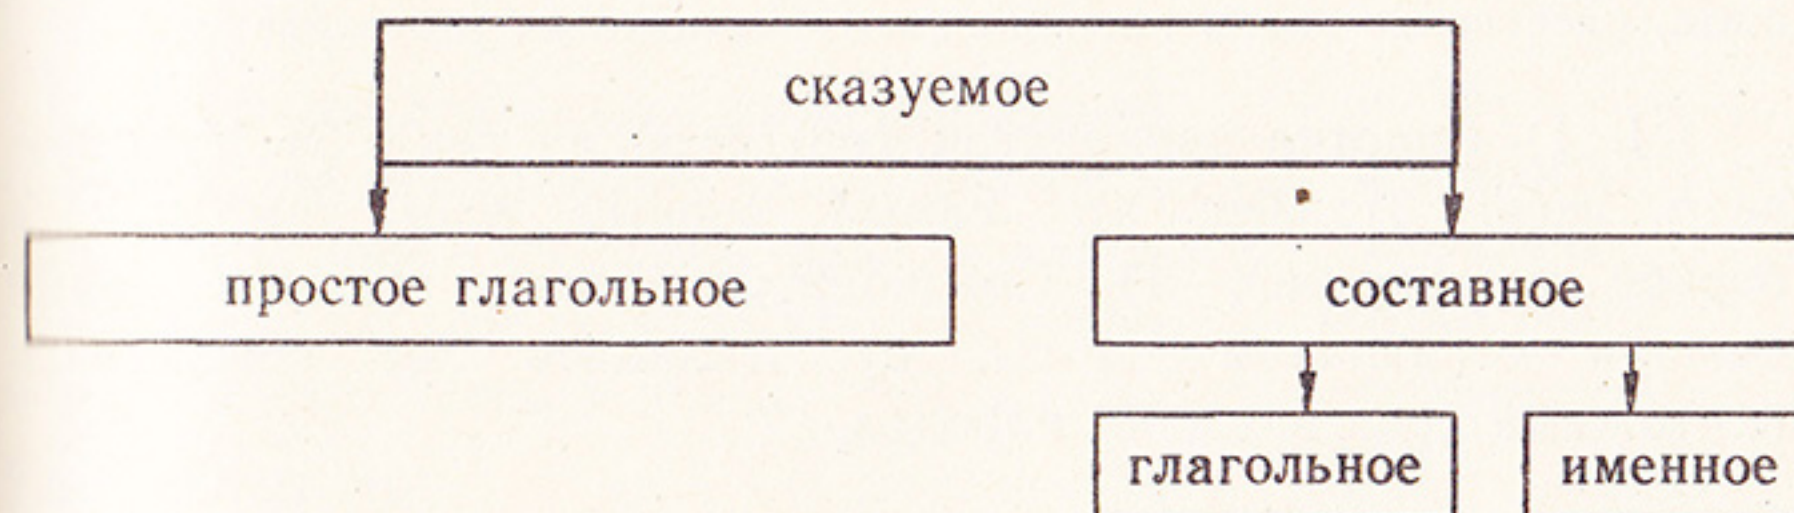 сказуемое
простое глагольное
составное
глагольное
именное